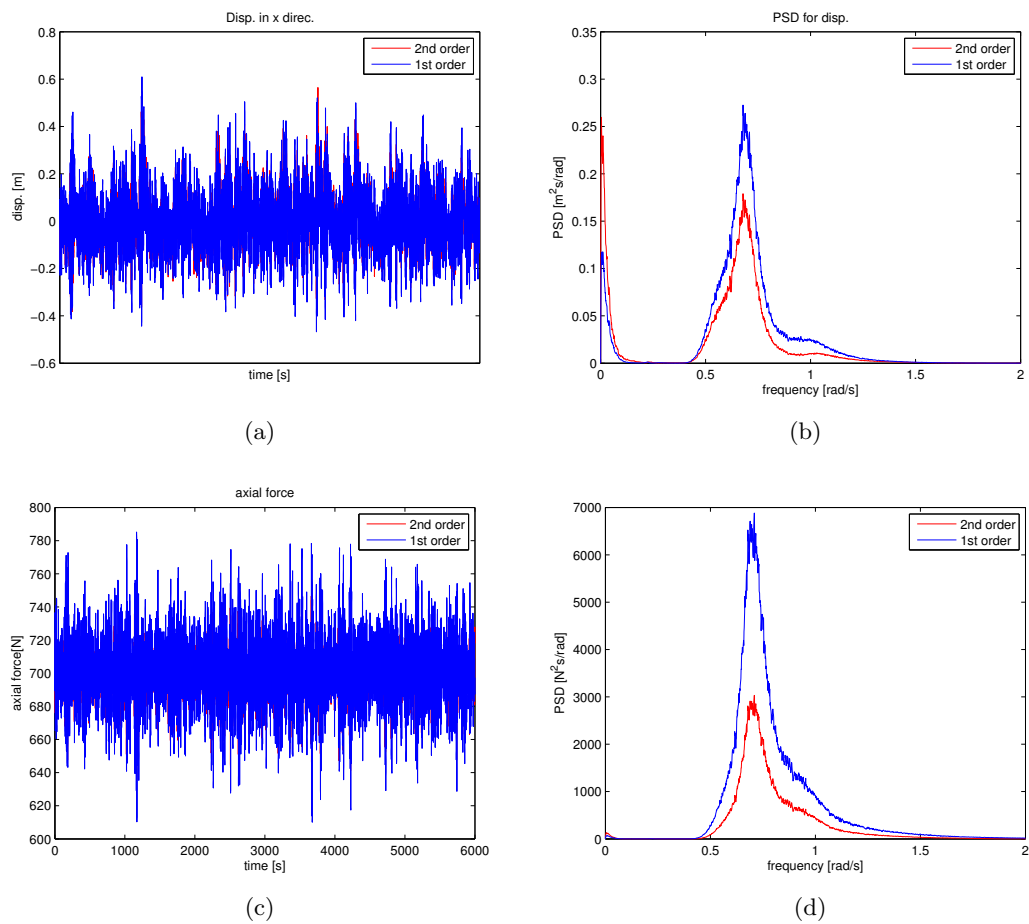 Disp. in x direc.
0.8
0.6
0.4
0.2
0
−0.2
−0.4
−0.6
disp. [m]
time [s]
2nd order
1st order
(a)
PSD for disp.
0.35
0.3
0.25
0.2
0.15
0.1
0.05
0
PSD [m²s/rad]
0 0.5 1 1.5 2
frequency [rad/s]
2nd order
1st order
(b)
axial force
800
780
760
740
720
700
680
660
640
620
600
axial force[N]
0 1000 2000 3000 4000 5000 6000
time [s]
2nd order
1st order
(c)
7000
6000
5000
4000
3000
2000
1000
0
PSD [N²s/rad]
0 0.5 1 1.5 2
frequency [rad/s]
2nd order
1st order
(d)